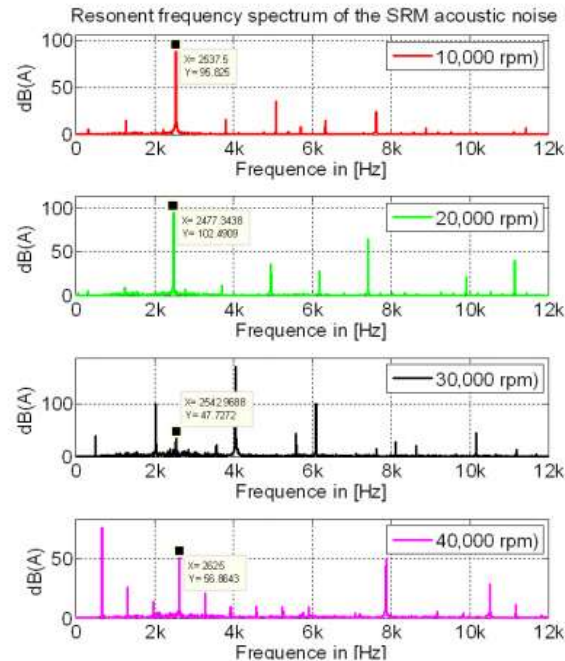 Resonent frequency spectrum of the SRM acoustic noise
100
50
0
dB(A)
X= 2537.5
Y= 95.825
10,000 rpm)
0 2k 4k 6k 8k 10k 12k
Frequence in [Hz]
100
50
0
dB(A)
X= 2477.3438
Y= 102.4909
20,000 rpm)
0 2k 4k 6k 8k 10k 12k
Frequence in [Hz]
100
0
dB(A)
X= 2542.9688
Y= 47.7272
30,000 rpm)
0 2k 4k 6k 8k 10k 12k
Frequence in [Hz]
50
0
dB(A)
X= 2625
Y= 56.8643
40,000 rpm)
0 2k 4k 6k 8k 10k 12k
Frequence in [Hz]